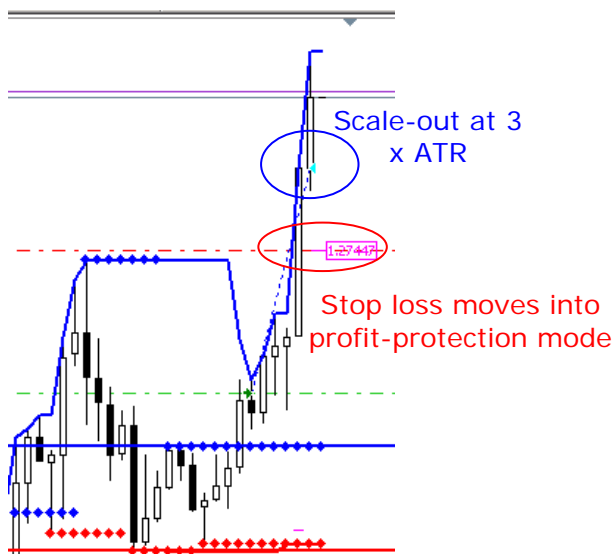 Scale-out at 3
x ATR
1.27447
Stop loss moves into
profit-protection mode